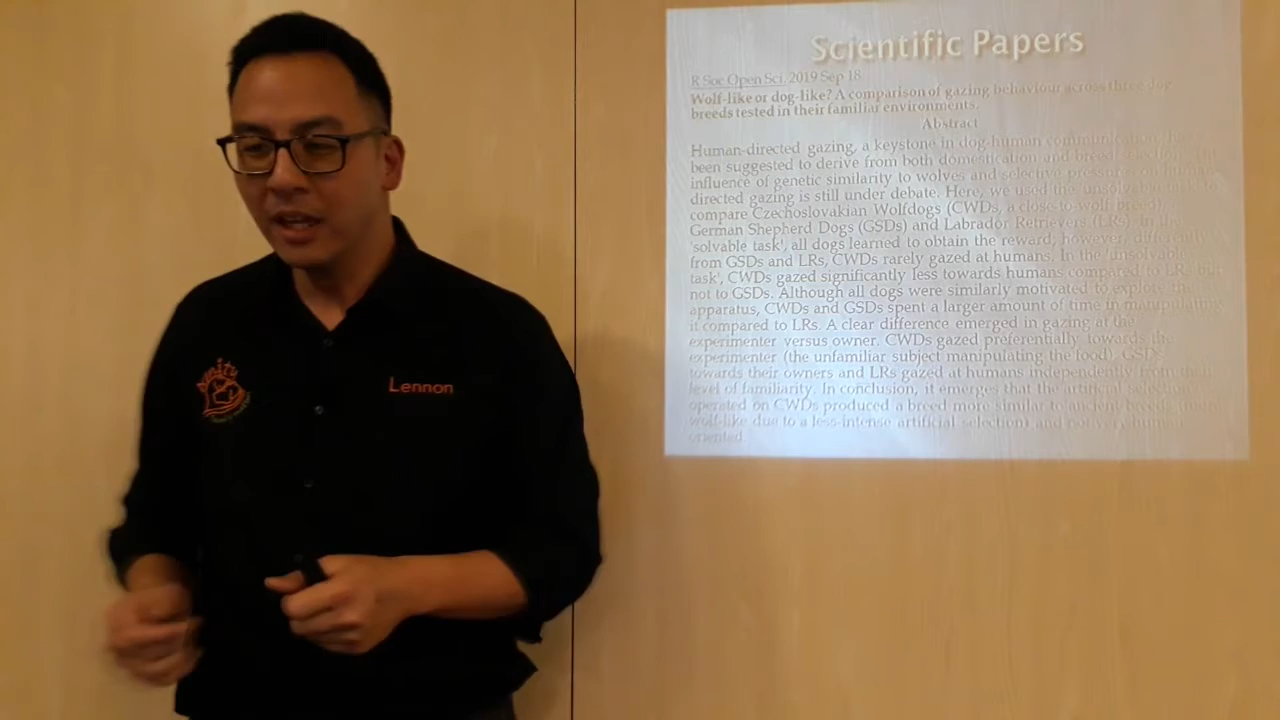 Scientific Papers
R Soc Open Sci. 2019 Sep 18
Wolf-like or dog-like? A comparison of gazing behaviour across three dog
breeds tested in their familiar environments.
Abstract
Human-directed gazing, a keystone in dog-human communication, has
been suggested to derive from both domestication and breed selection. The
influence of genetic similarity to wolves and selective pressures on human-
directed gazing is still under debate. Here, we used the 'unsolvable task' to
compare Czechoslovakian Wolfdogs (CWDs, a close-to-wolf breed),
German Shepherd Dogs (GSDs) and Labrador Retrievers (LRs). In the
'solvable task', all dogs learned to obtain the reward; however, differently
from GSDs and LRs, CWDs rarely gazed at humans. In the 'unsolvable
task', CWDs gazed significantly less towards humans compared to LRs but
not to GSDs. Although all dogs were similarly motivated to explore the
apparatus, CWDs and GSDs spent a larger amount of time in manipulating
it compared to LRs. A clear difference emerged in gazing at the
experimenter versus owner. CWDs gazed preferentially towards the
experimenter (the unfamiliar subject manipulating the food), GSDs
towards their owners and LRs gazed at humans independently from their
level of familiarity. In conclusion, it emerges that the artificial selection
operated on CWDs produced a breed more similar to ancient breeds (more
wolf-like due to a less-intense artificial selection) and not very human-
oriented.
Lennon